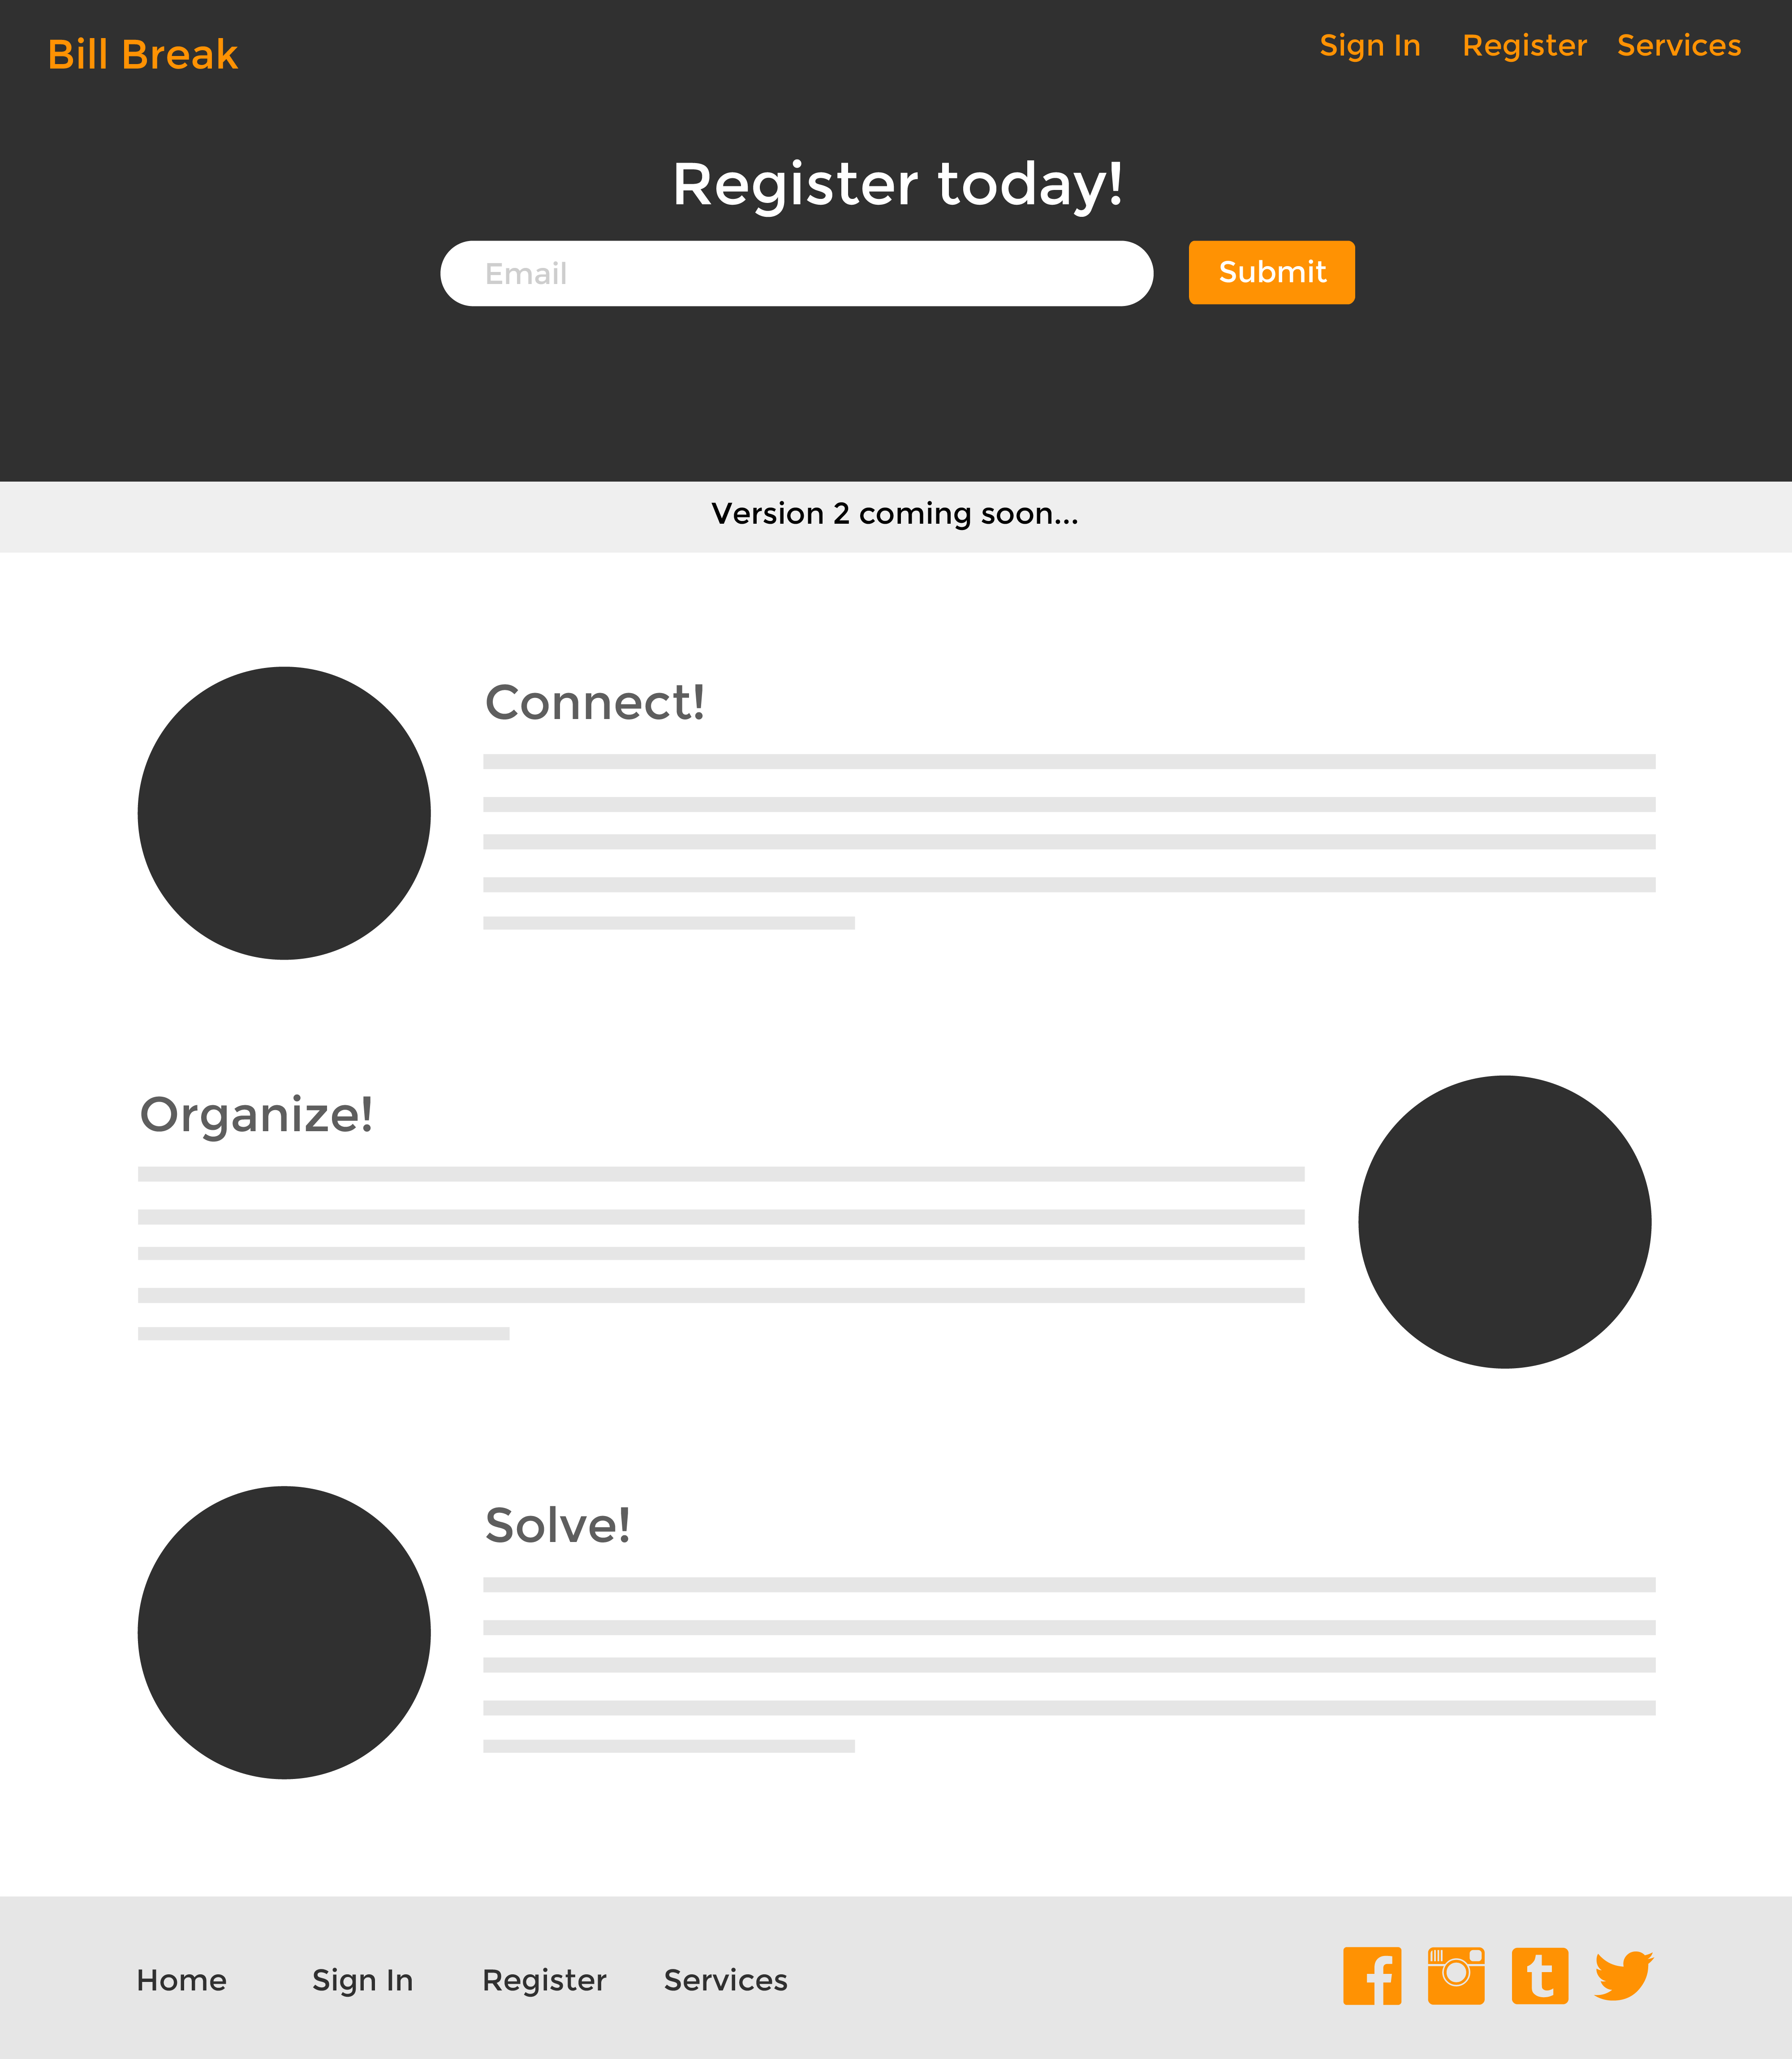 Bill Break
Sign In Register Services
Register today!
Email
Submit
Version 2 coming soon...
Connect!
Organize!
Solve!
Home Sign In Register Services